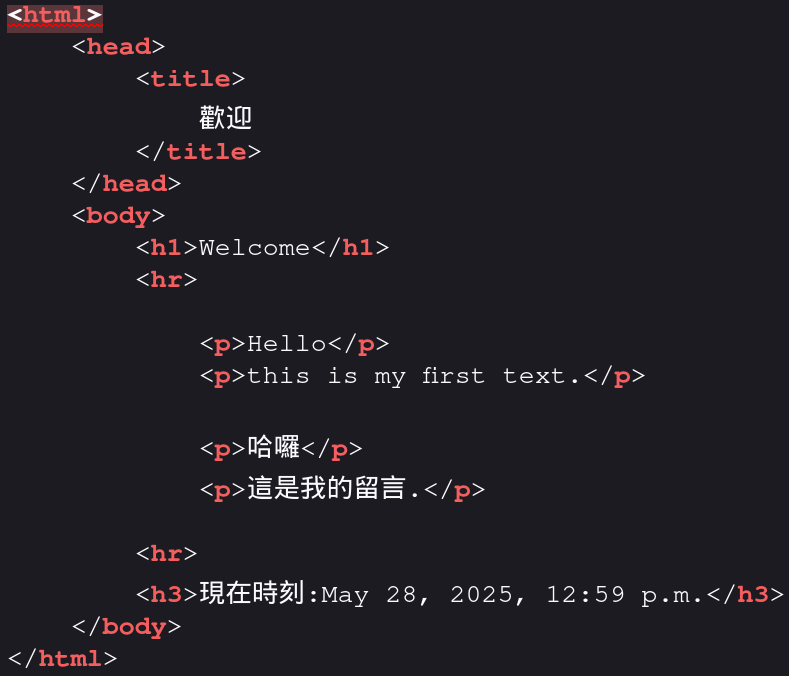 <html>
<head>
<title>
歡迎
</title>
</head>
<body>
<h1>Welcome</h1>
<hr>
<p>Hello</p>
<p>this is my first text.</p>
<p>哈囉</p>
<p>這是我的留言.</p>
<hr>
<h3>現在時刻:May 28, 2025, 12:59 p.m.</h3>
</body>
</html>